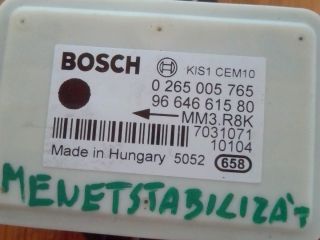 BOSCH KIS1 CEM10
0 265 005 765
96 646 615 80
MM3.R8K
7031071
10104
Made in Hungary 5052 658
MENETSTABILIZÁ